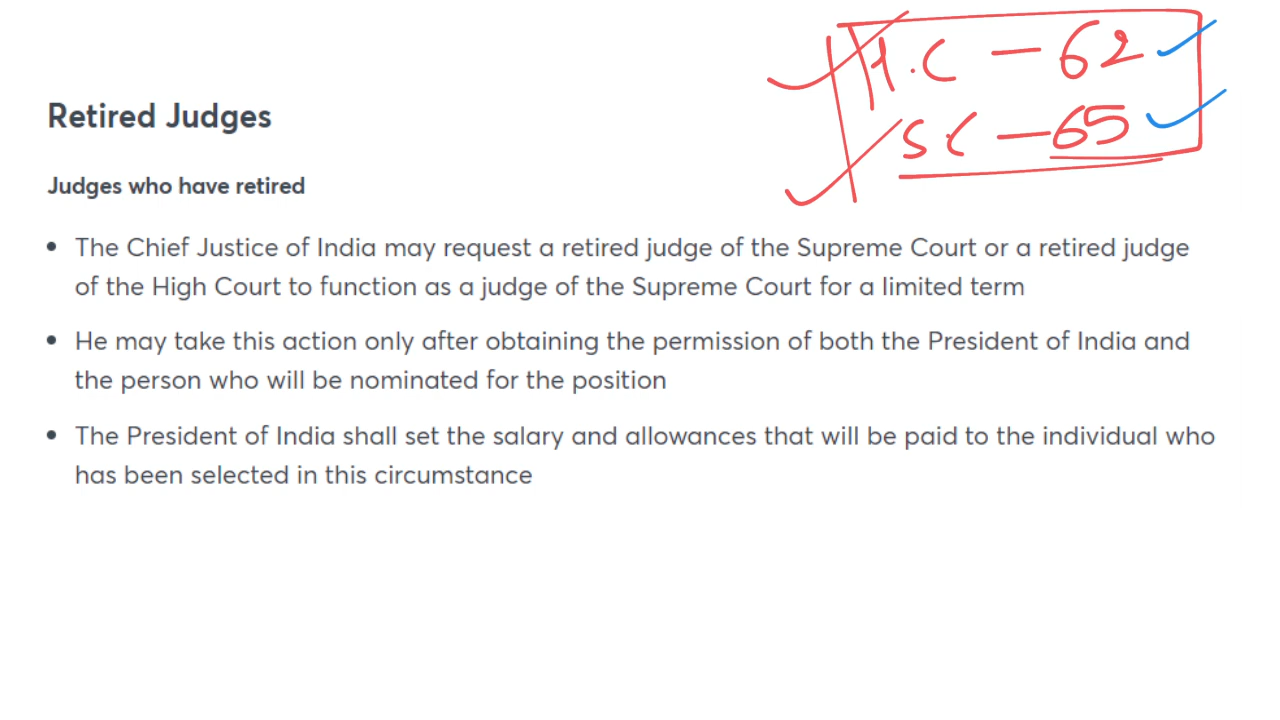 H.C - 62
SC - 65
Retired Judges
Judges who have retired
• The Chief Justice of India may request a retired judge of the Supreme Court or a retired judge
of the High Court to function as a judge of the Supreme Court for a limited term
• He may take this action only after obtaining the permission of both the President of India and
the person who will be nominated for the position
• The President of India shall set the salary and allowances that will be paid to the individual who
has been selected in this circumstance